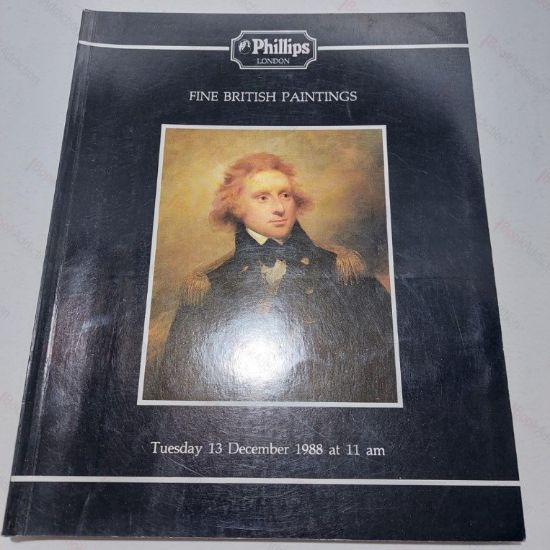 Phillips
LONDON
FINE BRITISH PAINTINGS
Tuesday 13 December 1988 at 11 am